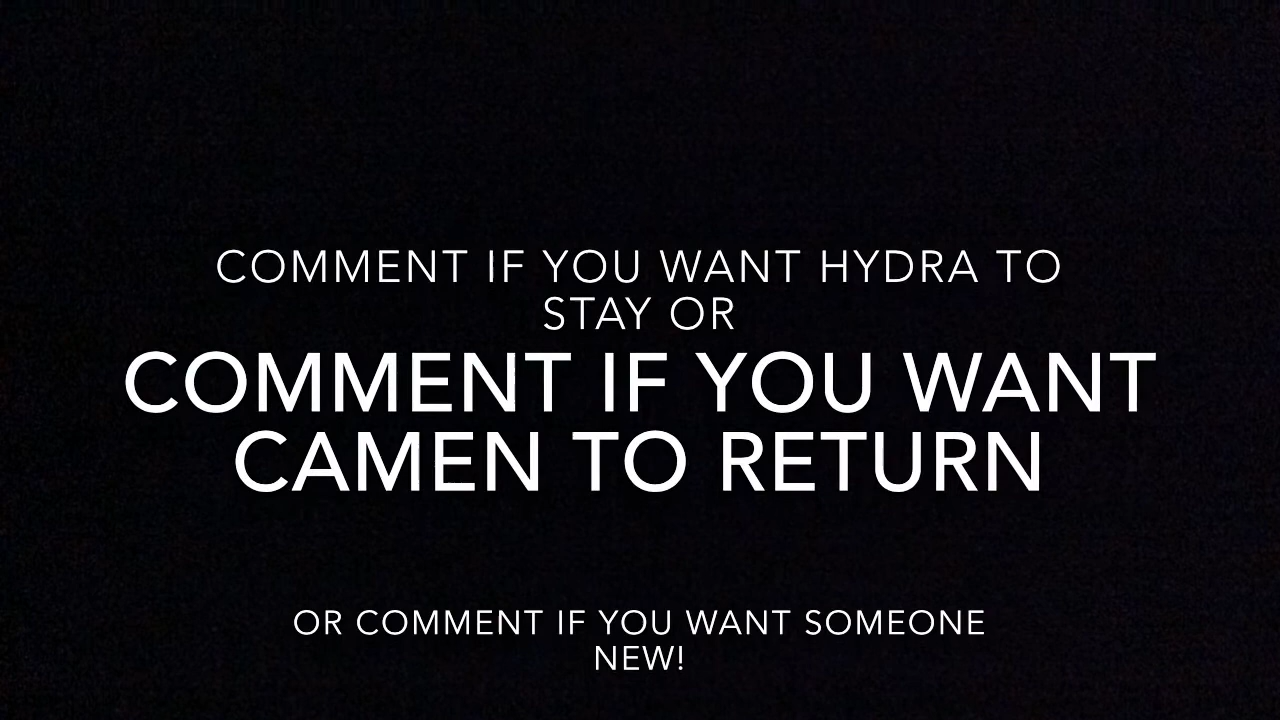 COMMENT IF YOU WANT HYDRA TO
STAY OR
COMMENT IF YOU WANT
CAMEN TO RETURN
OR COMMENT IF YOU WANT SOMEONE
NEW!